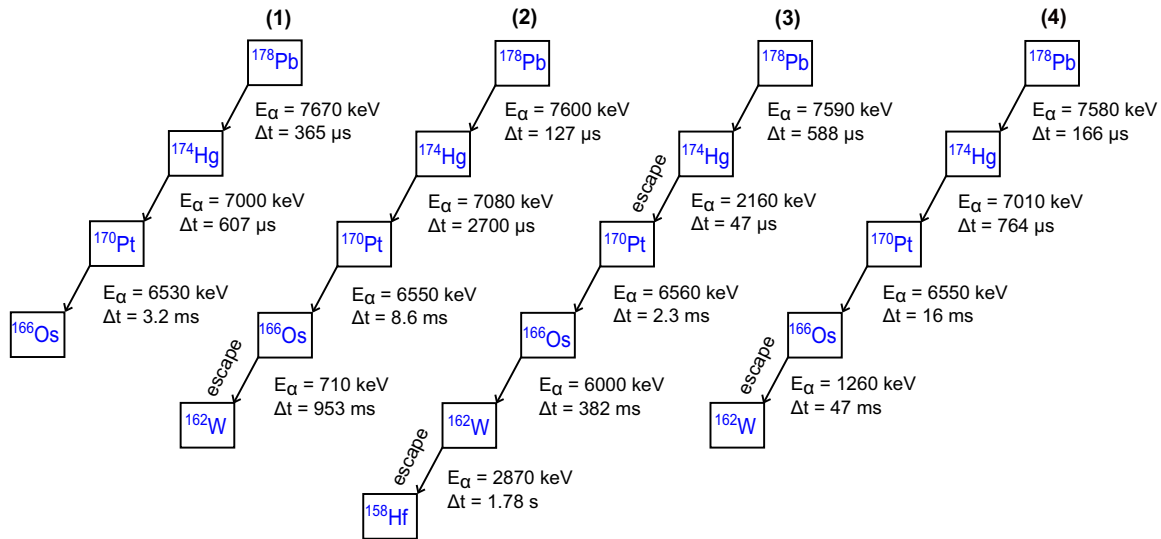 (1)
¹⁷⁸Pb
Eα = 7670 keV
Δt = 365 μs
¹⁷⁴Hg
Eα = 7000 keV
Δt = 607 μs
¹⁷⁰Pt
Eα = 6530 keV
Δt = 3.2 ms
¹⁶⁶Os
(2)
¹⁷⁸Pb
Eα = 7600 keV
Δt = 127 μs
¹⁷⁴Hg
Eα = 7080 keV
Δt = 2700 μs
¹⁷⁰Pt
Eα = 6550 keV
Δt = 8.6 ms
¹⁶⁶Os
escape
Eα = 710 keV
Δt = 953 ms
¹⁶²W
(3)
¹⁷⁸Pb
Eα = 7590 keV
Δt = 588 μs
¹⁷⁴Hg
escape
Eα = 2160 keV
Δt = 47 μs
¹⁷⁰Pt
Eα = 6560 keV
Δt = 2.3 ms
¹⁶⁶Os
Eα = 6000 keV
Δt = 382 ms
¹⁶²W
escape
Eα = 2870 keV
Δt = 1.78 s
¹⁵⁸Hf
(4)
¹⁷⁸Pb
Eα = 7580 keV
Δt = 166 μs
¹⁷⁴Hg
Eα = 7010 keV
Δt = 764 μs
¹⁷⁰Pt
Eα = 6550 keV
Δt = 16 ms
¹⁶⁶Os
escape
Eα = 1260 keV
Δt = 47 ms
¹⁶²W